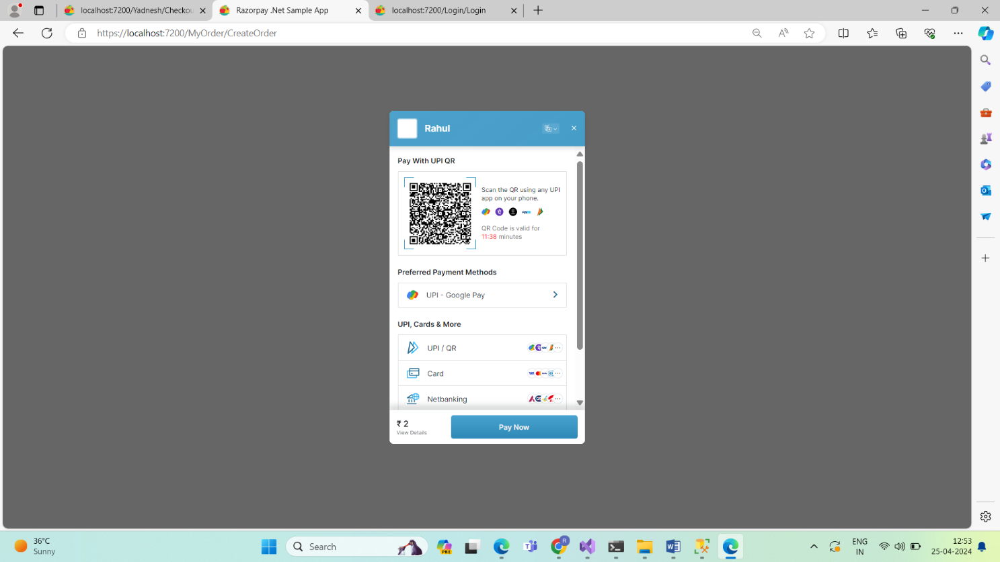 localhost:7200/Yadnesh/Checkou
Razorpay .Net Sample App
localhost:7200/Login/Login
https://localhost:7200/MyOrder/CreateOrder
Rahul
Pay With UPI QR
Scan the QR using any UPI
app on your phone.
QR Code is valid for
11:38 minutes
Preferred Payment Methods
UPI - Google Pay
UPI, Cards & More
UPI / QR
Card
Netbanking
₹ 2
View Details
Pay Now
36°C
Sunny
Search
PRE
R
ENG
IN
12:53
25-04-2024